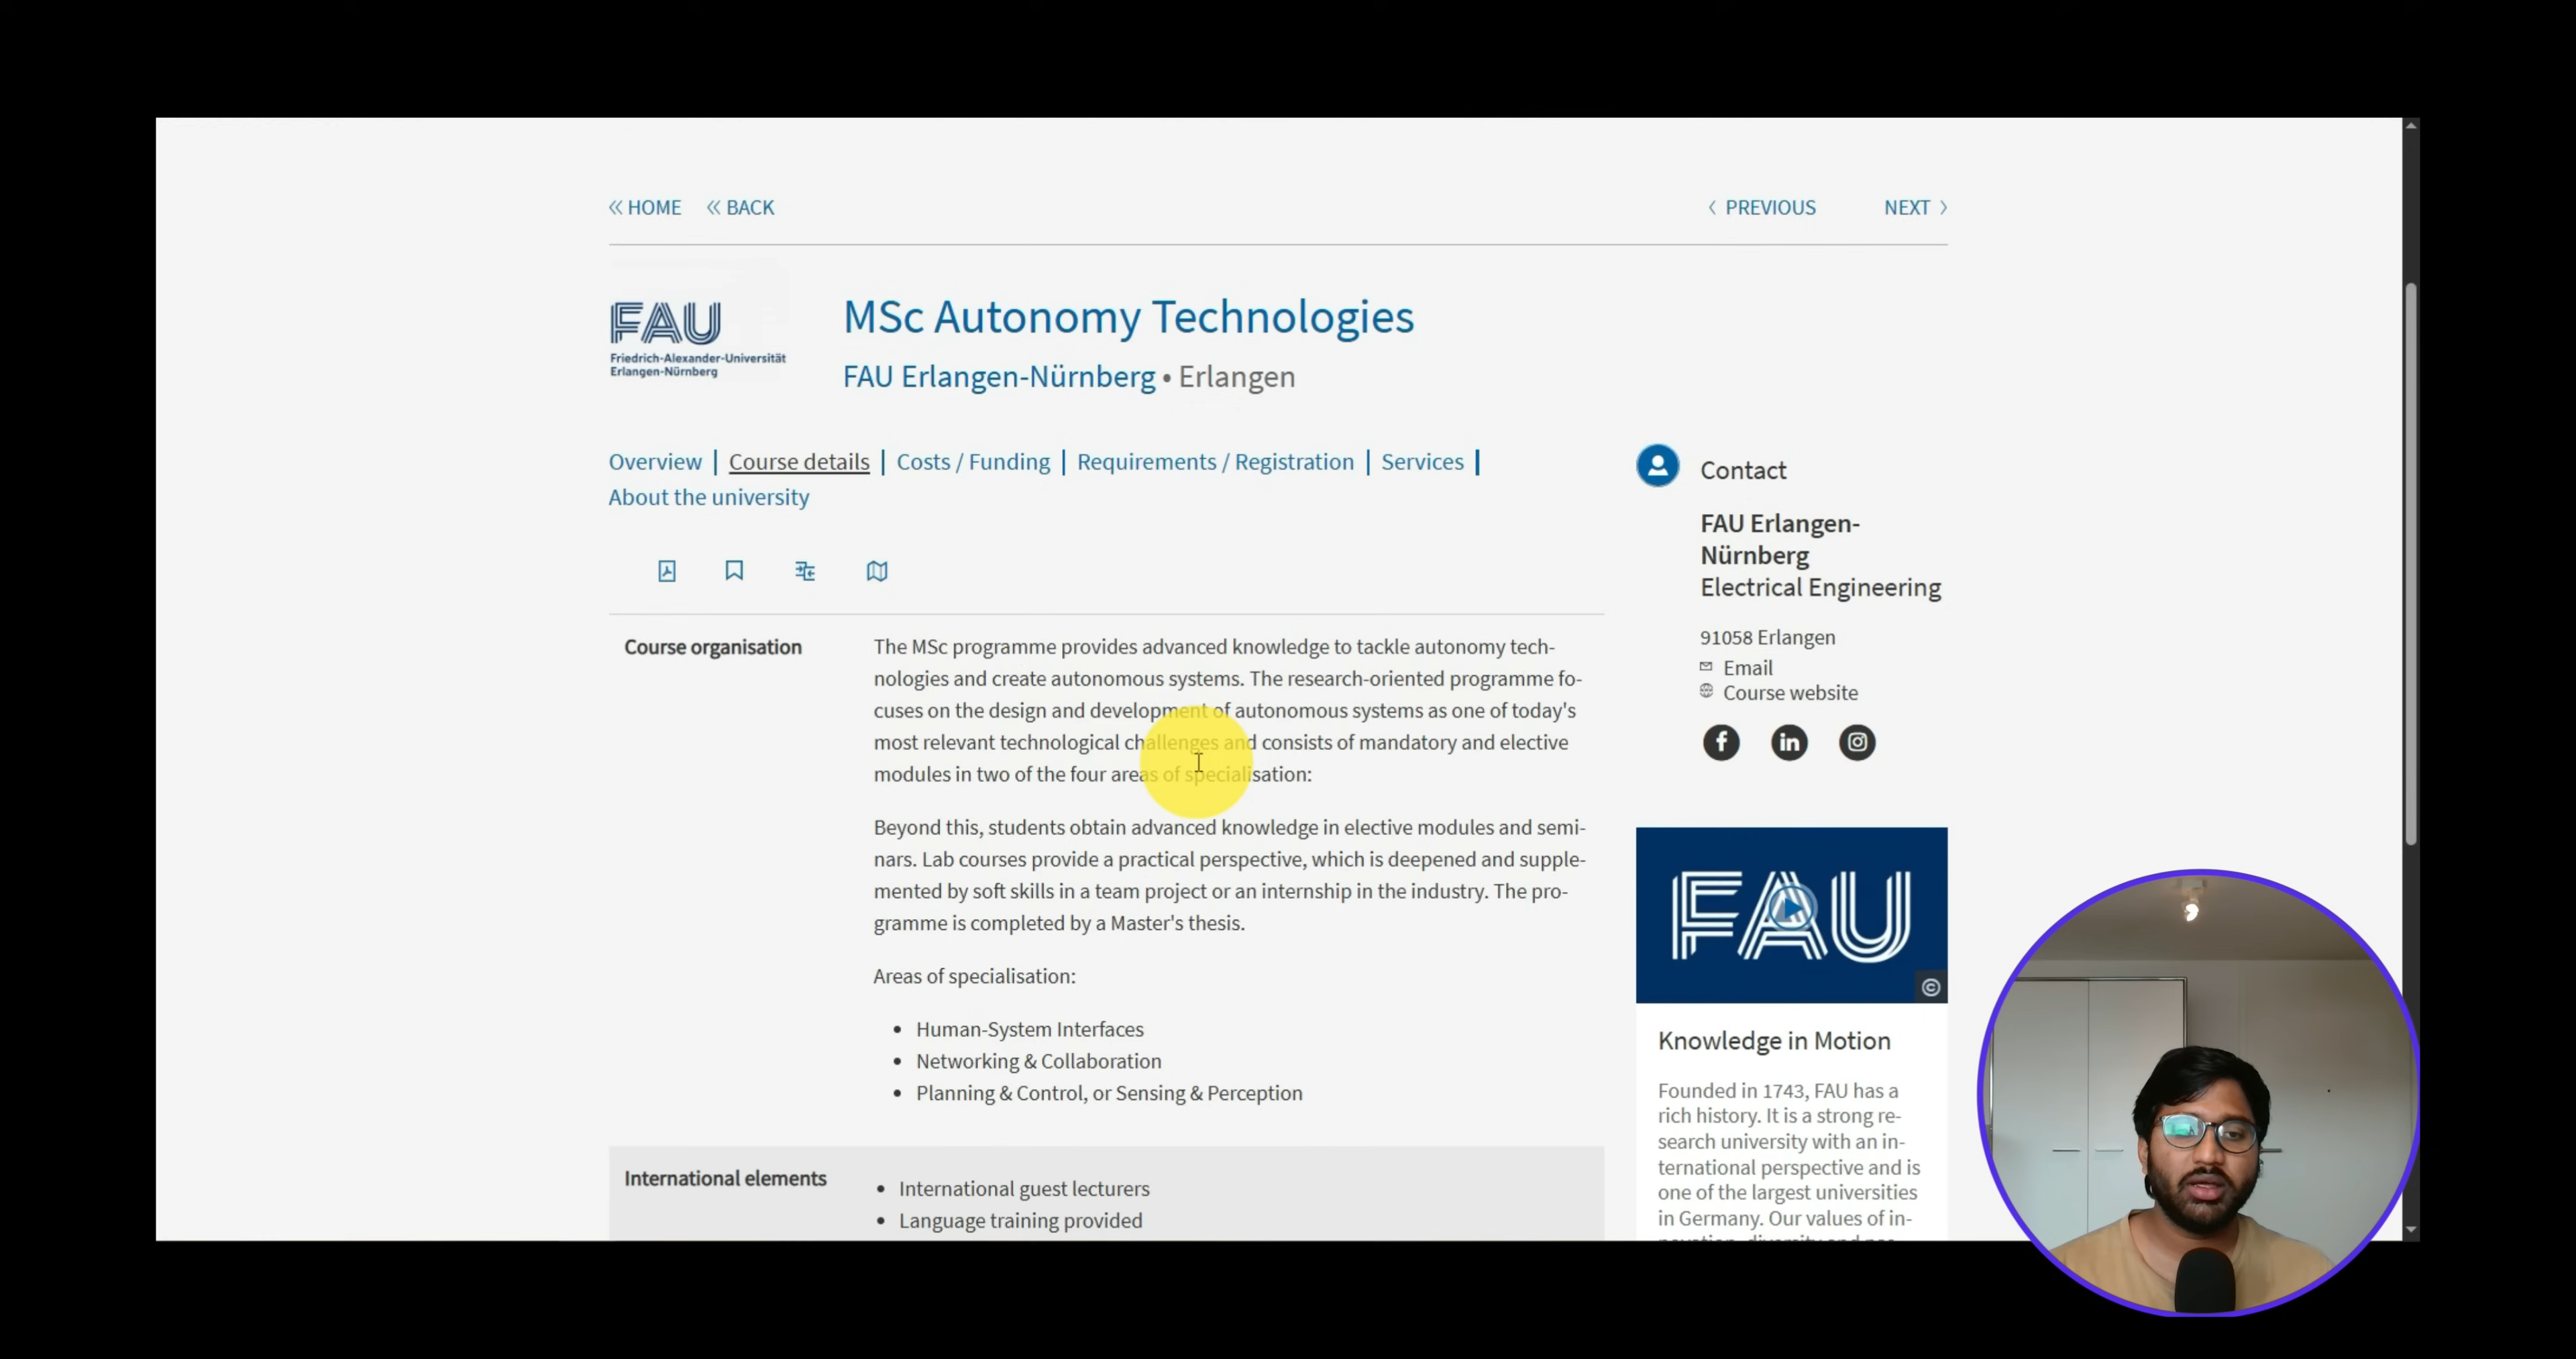 HOME BACK
PREVIOUS NEXT
FAU
Friedrich-Alexander-Universität
Erlangen-Nürnberg
MSc Autonomy Technologies
FAU Erlangen-Nürnberg • Erlangen
Overview | Course details | Costs / Funding | Requirements / Registration | Services |
About the university
Course organisation
The MSc programme provides advanced knowledge to tackle autonomy tech-
nologies and create autonomous systems. The research-oriented programme fo-
cuses on the design and development of autonomous systems as one of today's
most relevant technological challenges and consists of mandatory and elective
modules in two of the four areas of specialisation:
Beyond this, students obtain advanced knowledge in elective modules and semi-
nars. Lab courses provide a practical perspective, which is deepened and supple-
mented by soft skills in a team project or an internship in the industry. The pro-
gramme is completed by a Master's thesis.
Areas of specialisation:
• Human-System Interfaces
• Networking & Collaboration
• Planning & Control, or Sensing & Perception
International elements
• International guest lecturers
• Language training provided
Contact
FAU Erlangen-
Nürnberg
Electrical Engineering
91058 Erlangen
Email
Course website
FAU
©
Knowledge in Motion
Founded in 1743, FAU has a
rich history. It is a strong re-
search university with an in-
ternational perspective and is
one of the largest universities
in Germany. Our values of in-